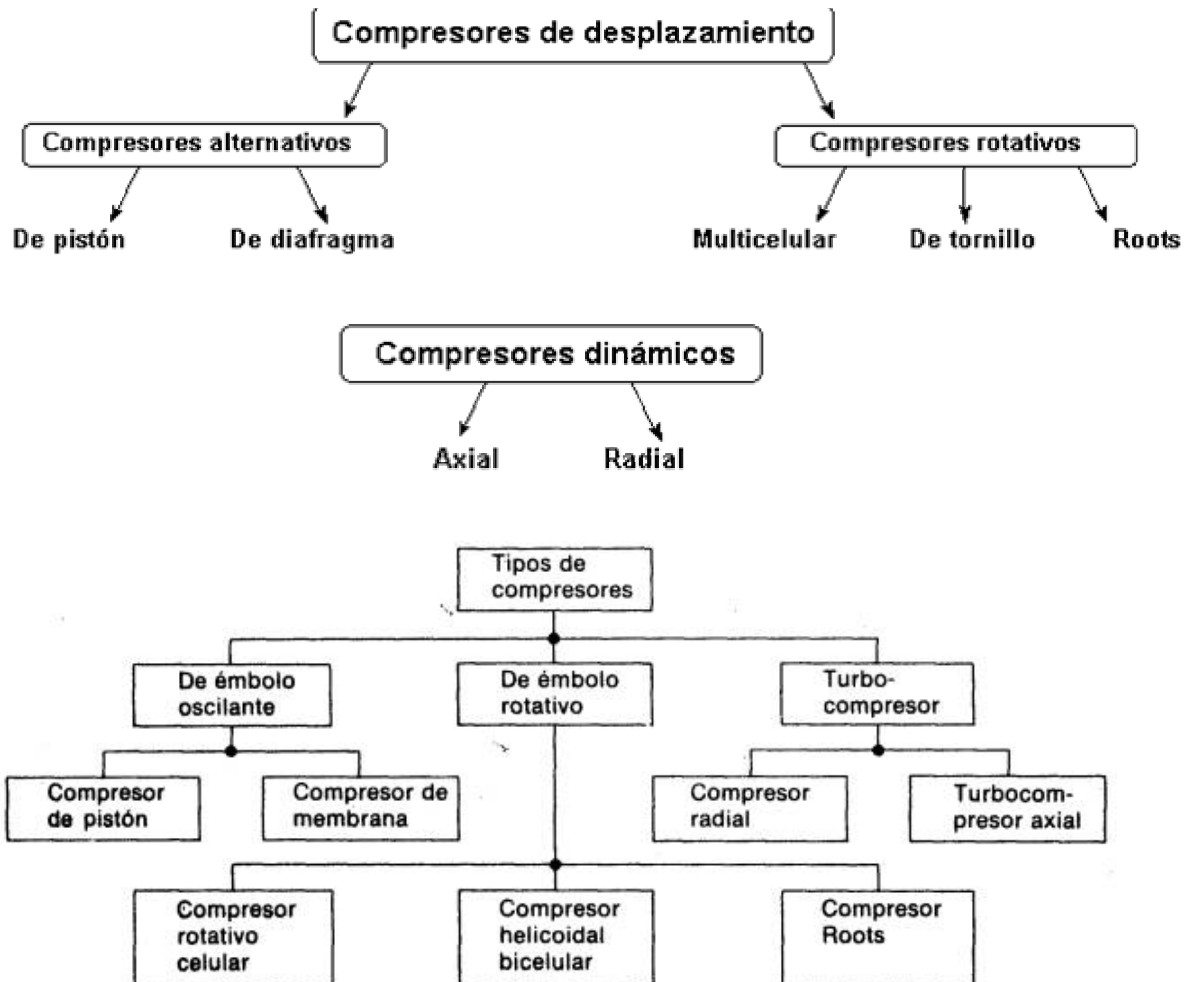 Compresores de desplazamiento
Compresores alternativos
Compresores rotativos
De pistón
De diafragma
Multicelular
De tornillo
Roots
Compresores dinámicos
Axial
Radial
Tipos de
compresores
De émbolo
oscilante
De émbolo
rotativo
Turbo-
compresor
Compresor
de pistón
Compresor de
membrana
Compresor
radial
Turbocom-
presor axial
Compresor
rotativo
celular
Compresor
helicoidal
bicelular
Compresor
Roots